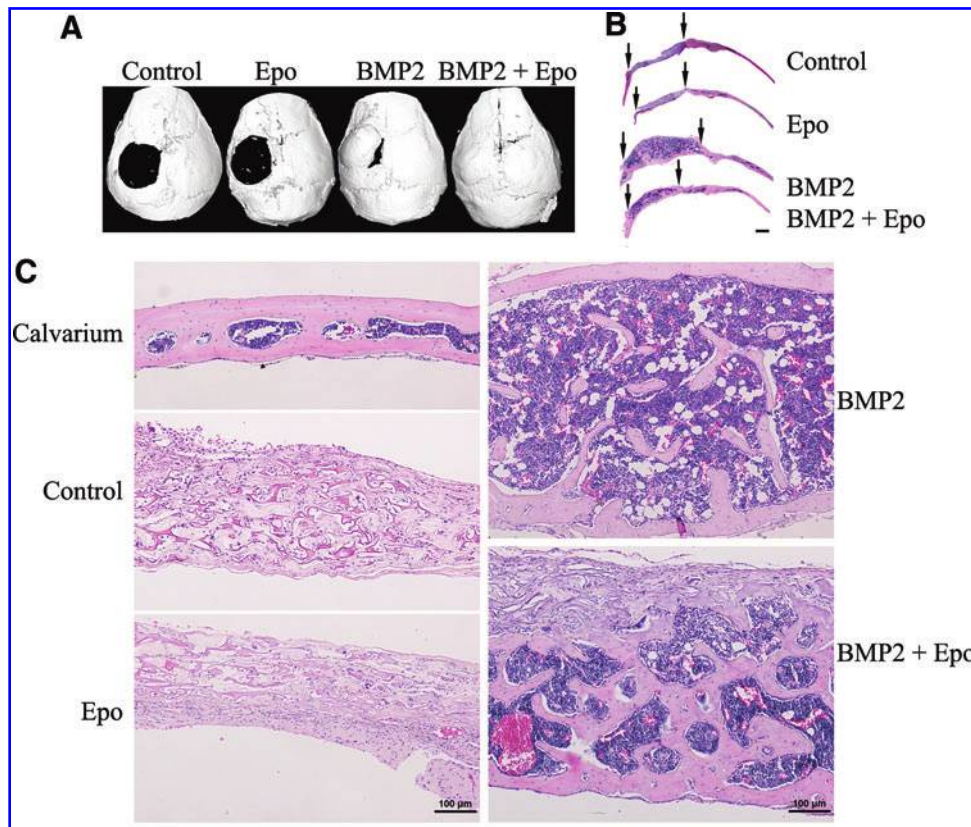 A
Control Epo BMP2 BMP2 + Epo
B
Control
Epo
BMP2
BMP2 + Epo
C
Calvarium
Control
Epo
100 µm
BMP2
BMP2 + Epo
100 µm